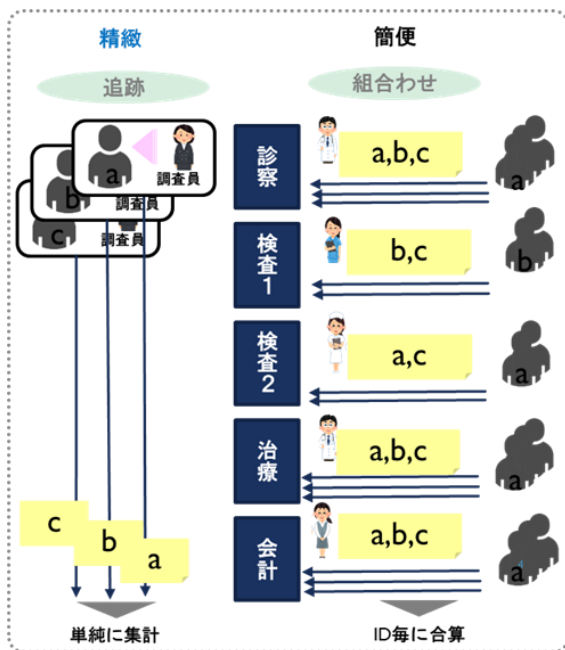 精緻
追跡
a
調査員
b
調査員
c
調査員
c
b
a
単純に集計
簡便
組合わせ
診察
a,b,c
a
検査1
b,c
b
検査2
a,c
a
治療
a,b,c
a
会計
a,b,c
a
ID毎に合算